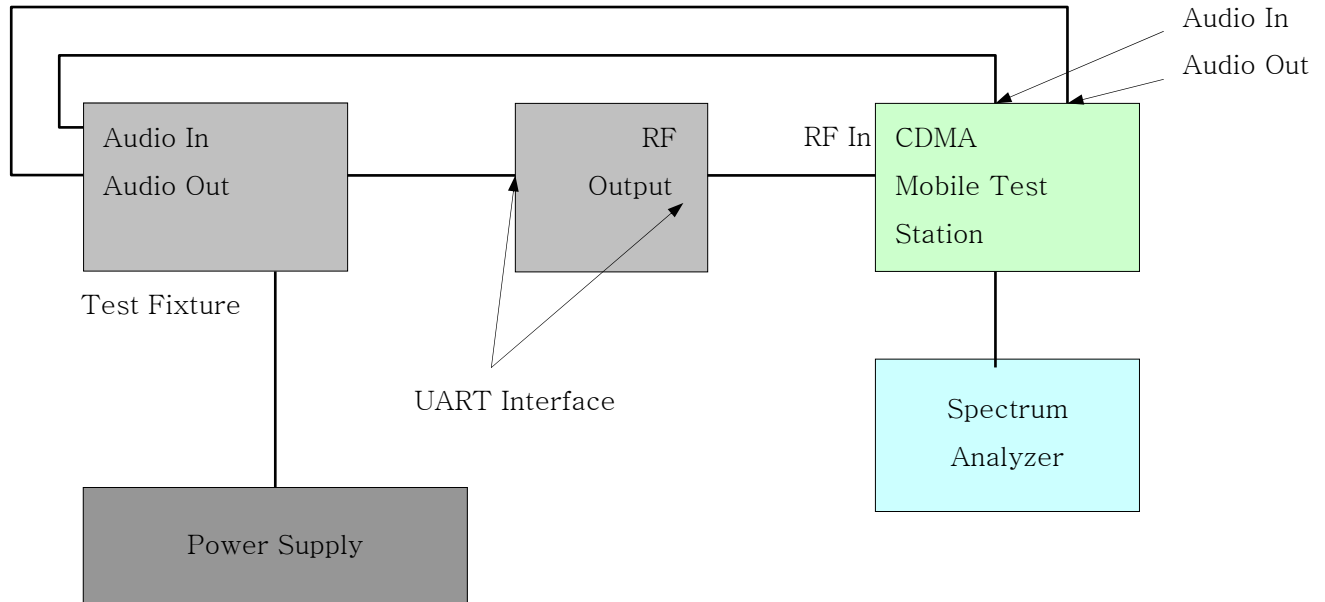 Audio In
Audio Out
Audio In
Audio Out
RF
Output
RF In
CDMA
Mobile Test
Station
Test Fixture
UART Interface
Spectrum
Analyzer
Power Supply